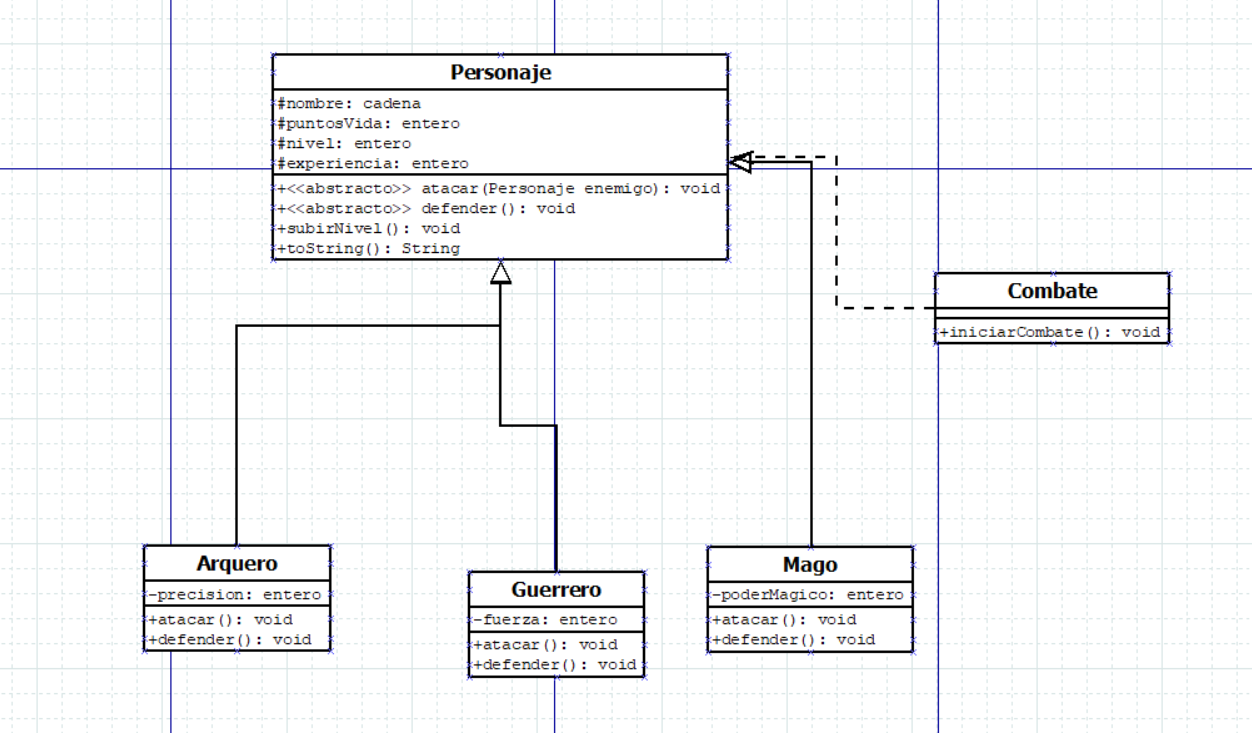 Personaje
#nombre: cadena
#puntosVida: entero
#nivel: entero
#experiencia: entero
+<<abstracto>> atacar(Personaje enemigo): void
+<<abstracto>> defender(): void
+subirNivel(): void
+toString(): String
Combate
+iniciarCombate(): void
Arquero
-precision: entero
+atacar(): void
+defender(): void
Guerrero
-fuerza: entero
+atacar(): void
+defender(): void
Mago
-poderMagico: entero
+atacar(): void
+defender(): void